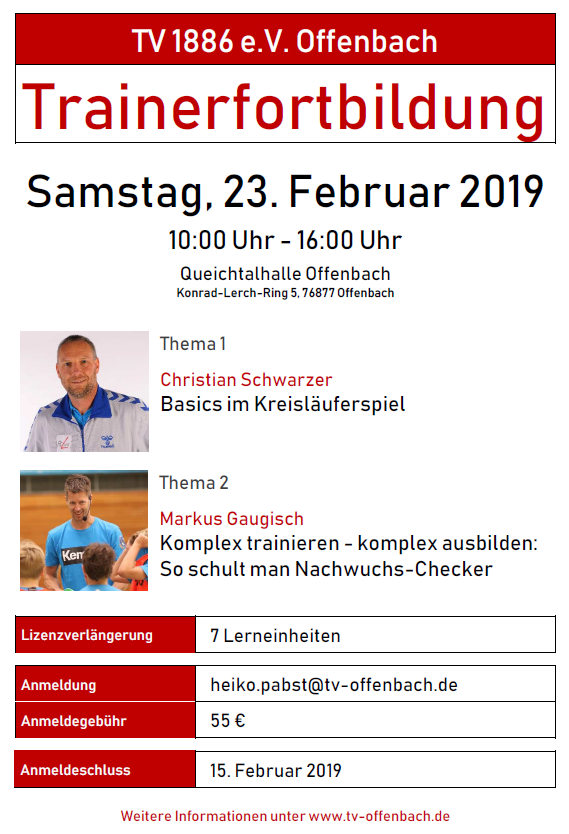 TV 1886 e.V. Offenbach
Trainerfortbildung
Samstag, 23. Februar 2019
10:00 Uhr - 16:00 Uhr
Queichtalhalle Offenbach
Konrad-Lerch-Ring 5, 76877 Offenbach
Thema 1
Christian Schwarzer
Basics im Kreisläuferspiel
Thema 2
Markus Gaugisch
Komplex trainieren - komplex ausbilden:
So schult man Nachwuchs-Checker
Kem
Lizenzverlängerung 7 Lerneinheiten
Anmeldung heiko.pabst@tv-offenbach.de
Anmeldegebühr 55 €
Anmeldeschluss 15. Februar 2019
Weitere Informationen unter www.tv-offenbach.de